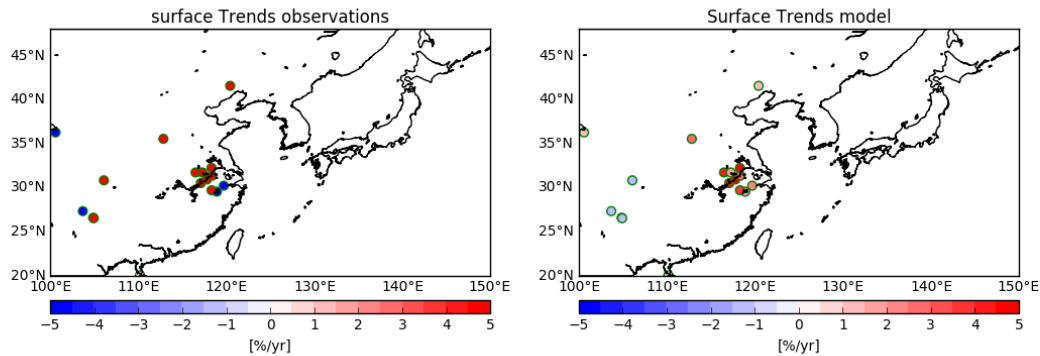 surface Trends observations
45°N
40°N
35°N
30°N
25°N
20°N
100°E 110°E 120°E 130°E 140°E 150°E
−5 −4 −3 −2 −1 0 1 2 3 4 5
[%/yr]
Surface Trends model
45°N
40°N
35°N
30°N
25°N
20°N
100°E 110°E 120°E 130°E 140°E 150°E
−5 −4 −3 −2 −1 0 1 2 3 4 5
[%/yr]